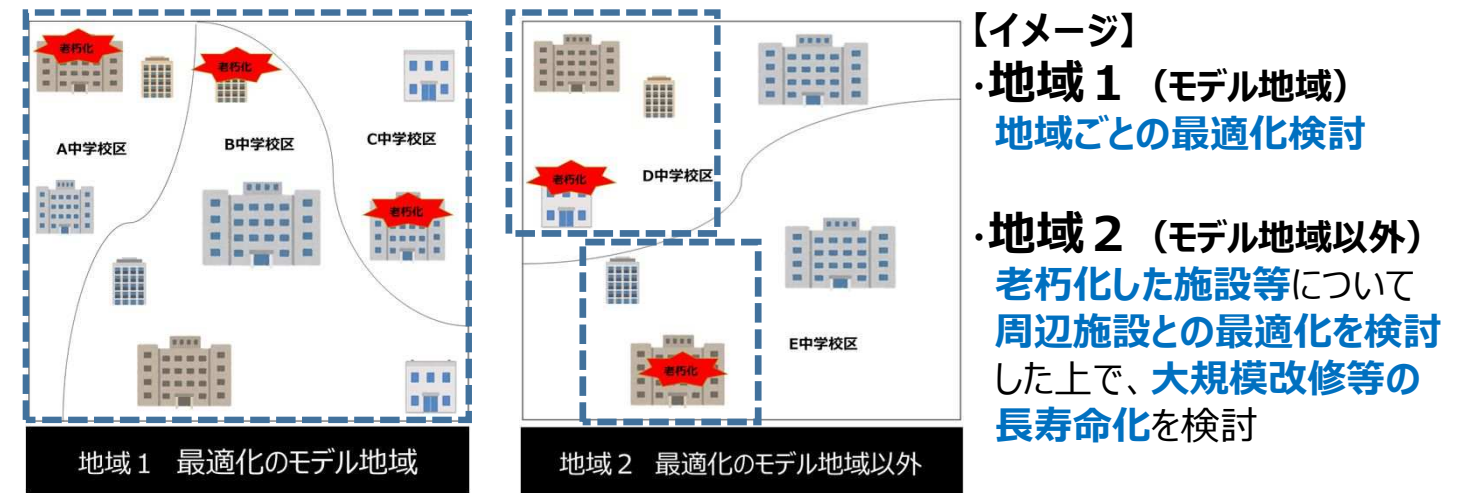 老朽化
老朽化
A中学校区
B中学校区
C中学校区
老朽化
地域１　最適化のモデル地域
老朽化
D中学校区
E中学校区
老朽化
地域２　最適化のモデル地域以外
【イメージ】
・地域１（モデル地域）
地域ごとの最適化検討
・地域２（モデル地域以外）
老朽化した施設等について
周辺施設との最適化を検討
した上で、大規模改修等の
長寿命化を検討